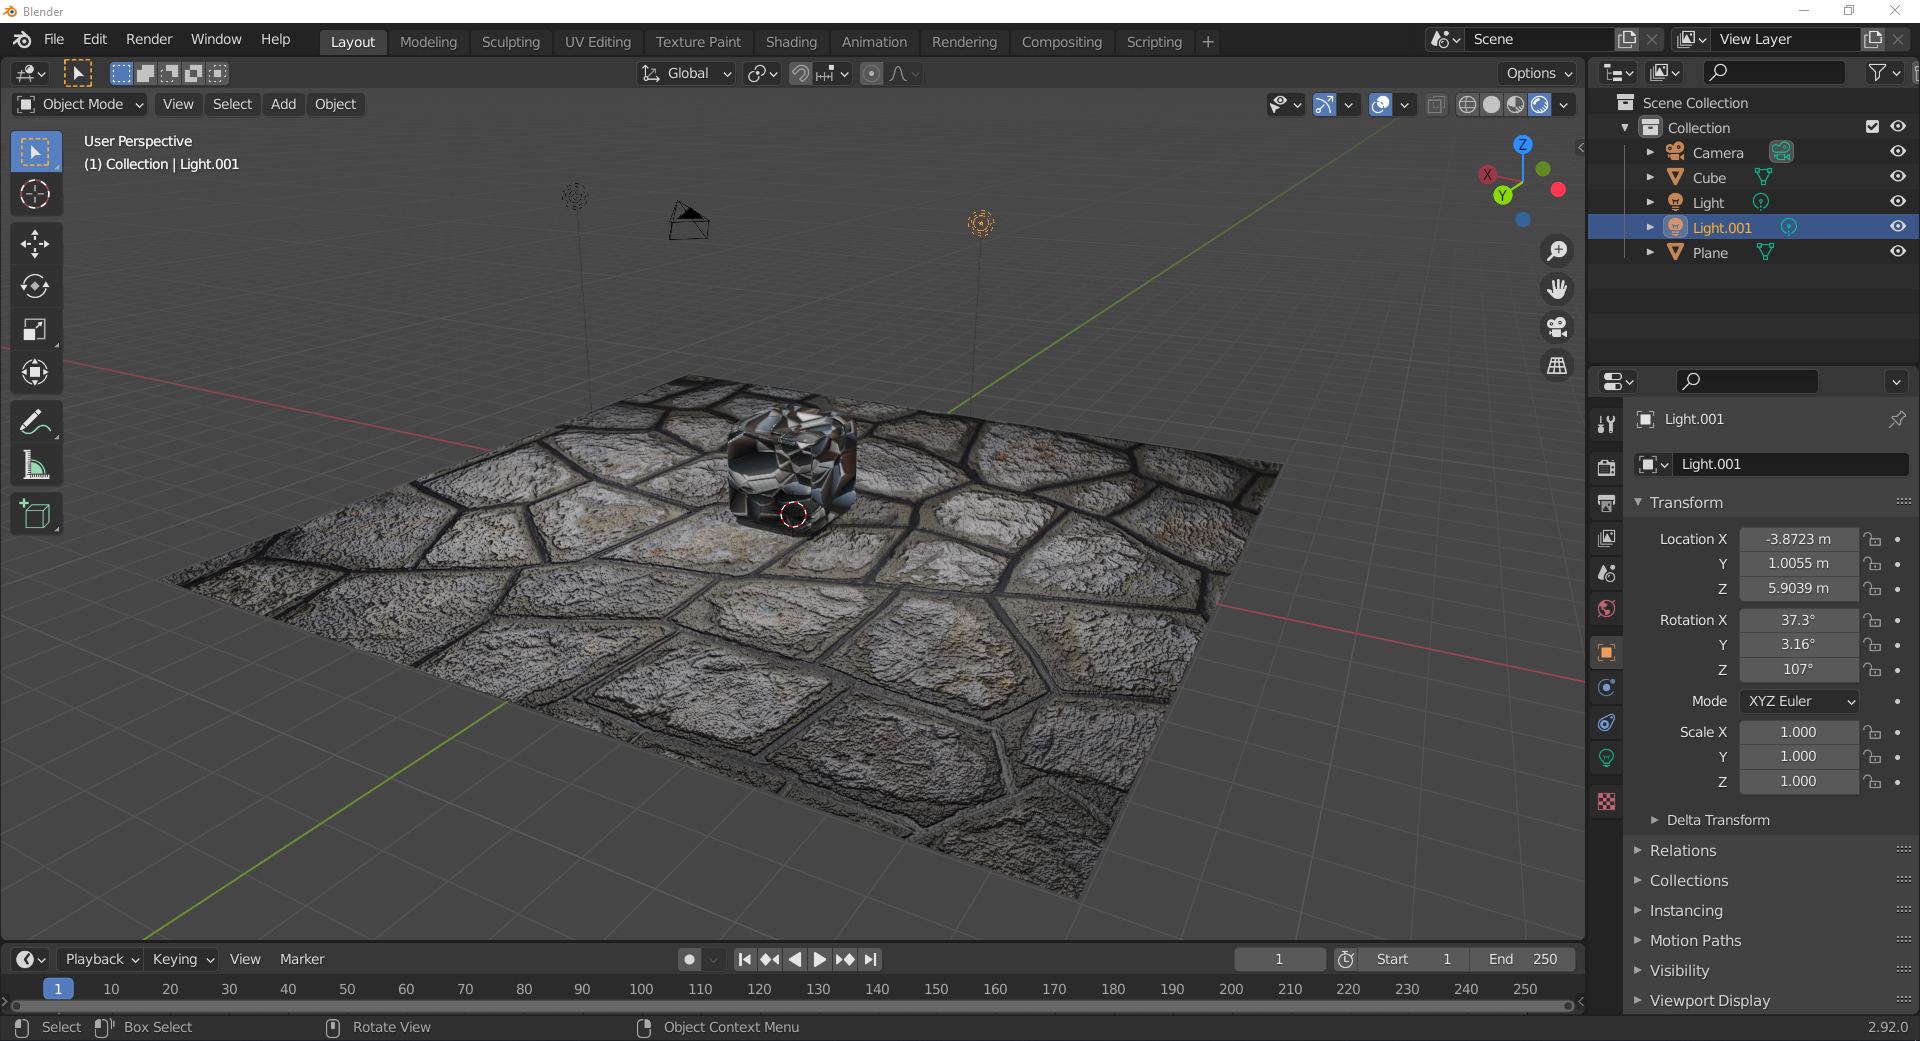 Blender
File Edit Render Window Help Layout Modeling Sculpting UV Editing Texture Paint Shading Animation Rendering Compositing Scripting + Scene View Layer
Global Options
Object Mode View Select Add Object
User Perspective
(1) Collection | Light.001
Z
X
Y
Scene Collection
Collection
Camera
Cube
Light
Light.001
Plane
Light.001
Light.001
Transform
Location X -3.8723 m
Y 1.0055 m
Z 5.9039 m
Rotation X 37.3°
Y 3.16°
Z 107°
Mode XYZ Euler
Scale X 1.000
Y 1.000
Z 1.000
Delta Transform
Relations
Collections
Instancing
Motion Paths
Visibility
Viewport Display
Playback Keying View Marker 1 Start 1 End 250
1 10 20 30 40 50 60 70 80 90 100 110 120 130 140 150 160 170 180 190 200 210 220 230 240 250
Select Box Select Rotate View Object Context Menu 2.92.0